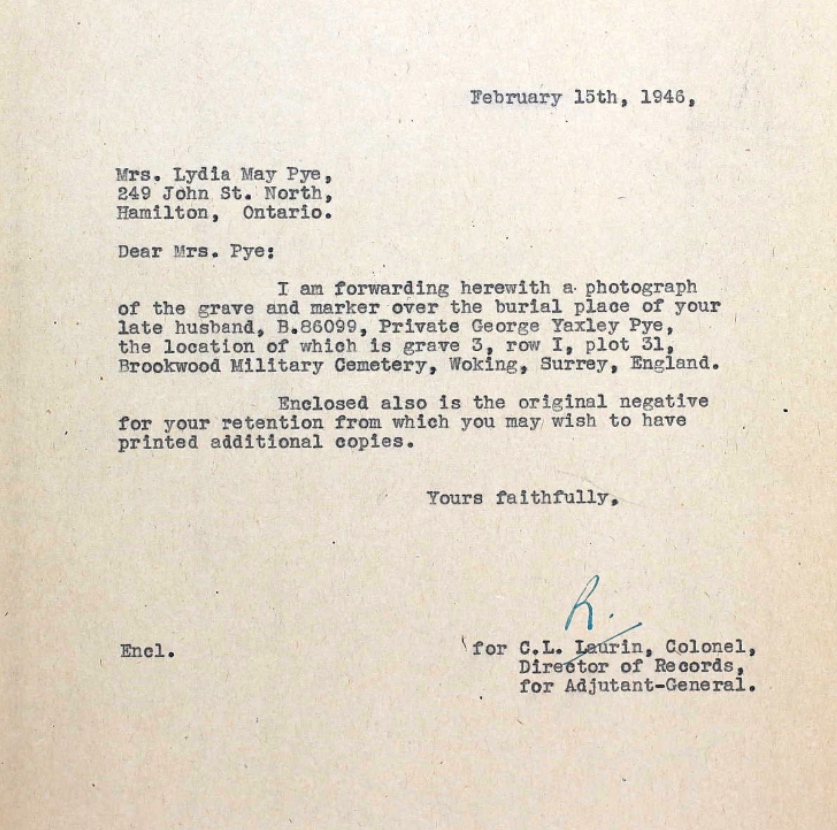 February 15th, 1946,
Mrs. Lydia May Pye,
249 John St. North,
Hamilton, Ontario.
Dear Mrs. Pye:
I am forwarding herewith a photograph
of the grave and marker over the burial place of your
late husband, B.86099, Private George Yaxley Pye,
the location of which is grave 3, row I, plot 31,
Brookwood Military Cemetery, Woking, Surrey, England.
Enclosed also is the original negative
for your retention from which you may wish to have
printed additional copies.
Yours faithfully,
R.
Encl.
for C.L. Laurin, Colonel,
Director of Records,
for Adjutant-General.